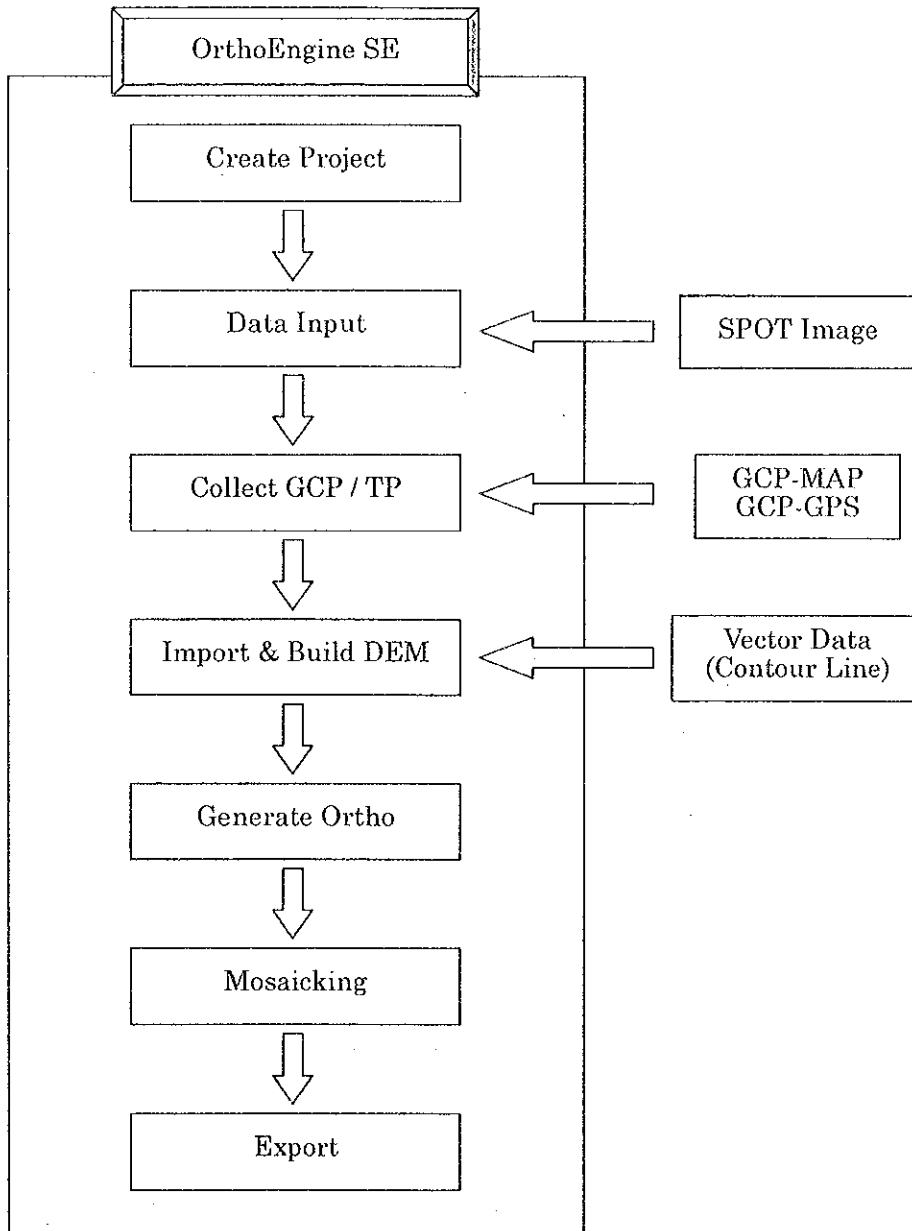 OrthoEngine SE
Create Project
Data Input
SPOT Image
Collect GCP / TP
GCP-MAP
GCP-GPS
Import & Build DEM
Vector Data
(Contour Line)
Generate Ortho
Mosaicking
Export